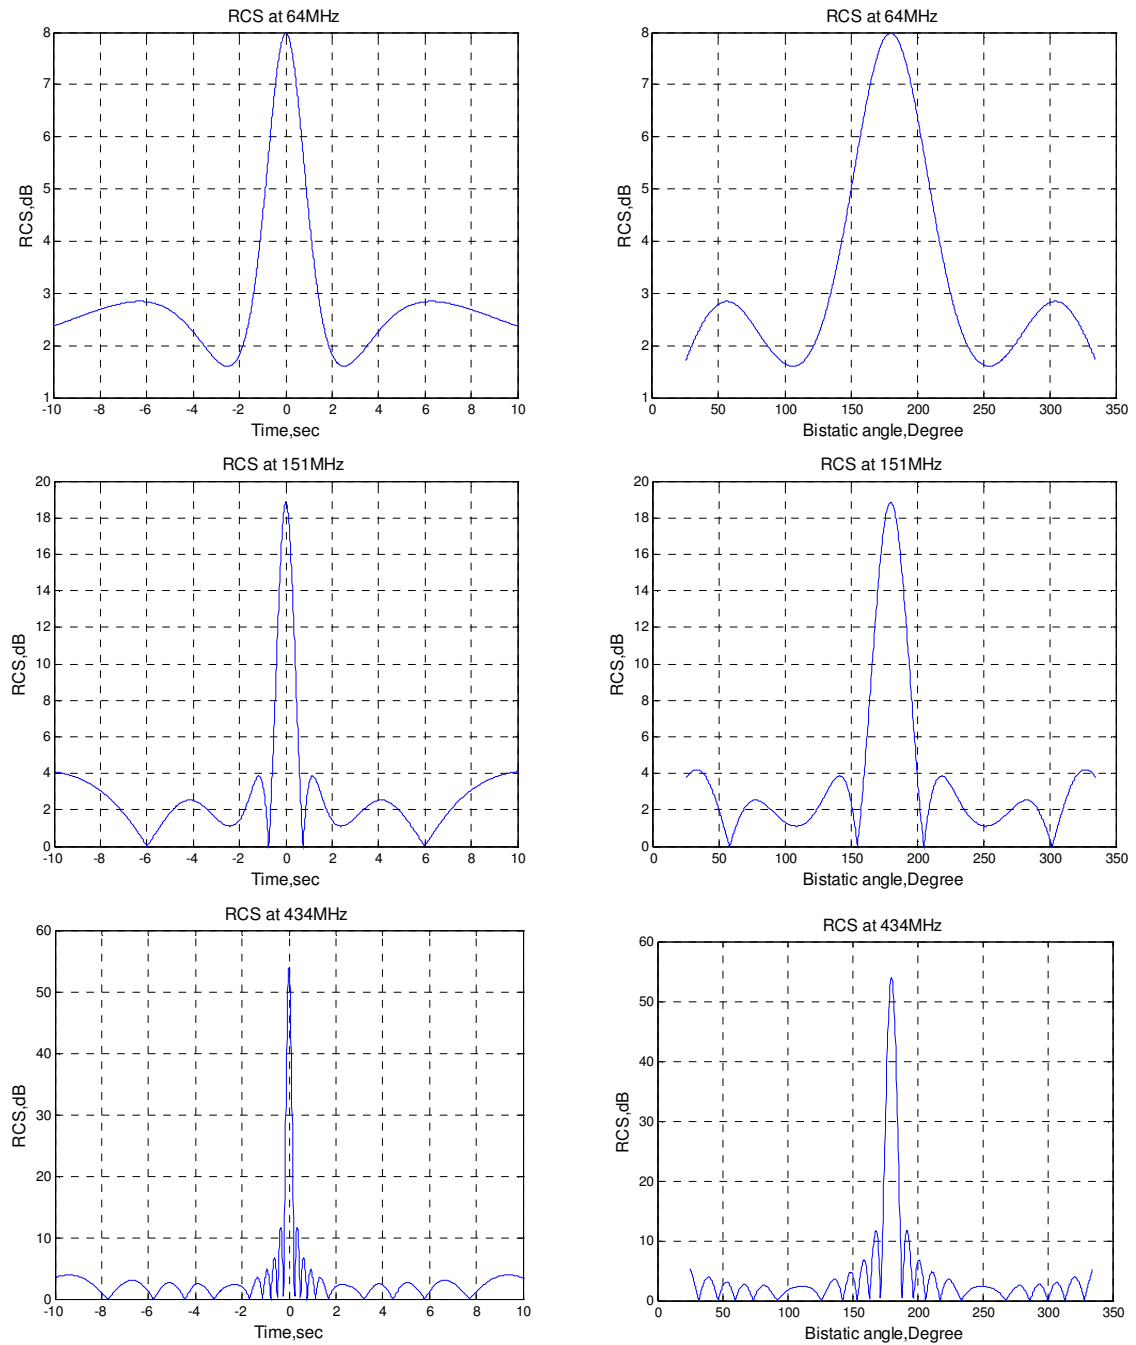 RCS at 64MHz
8
7
6
5
4
3
2
1
RCS,dB
-10 -8 -6 -4 -2 0 2 4 6 8 10
Time,sec
RCS at 64MHz
8
7
6
5
4
3
2
1
RCS,dB
0 50 100 150 200 250 300 350
Bistatic angle,Degree
RCS at 151MHz
20
18
16
14
12
10
8
6
4
2
0
RCS,dB
-10 -8 -6 -4 -2 0 2 4 6 8 10
Time,sec
RCS at 151MHz
20
18
16
14
12
10
8
6
4
2
0
RCS,dB
0 50 100 150 200 250 300 350
Bistatic angle,Degree
RCS at 434MHz
60
50
40
30
20
10
0
RCS,dB
-10 -8 -6 -4 -2 0 2 4 6 8 10
Time,sec
RCS at 434MHz
60
50
40
30
20
10
0
RCS,dB
0 50 100 150 200 250 300 350
Bistatic angle,Degree